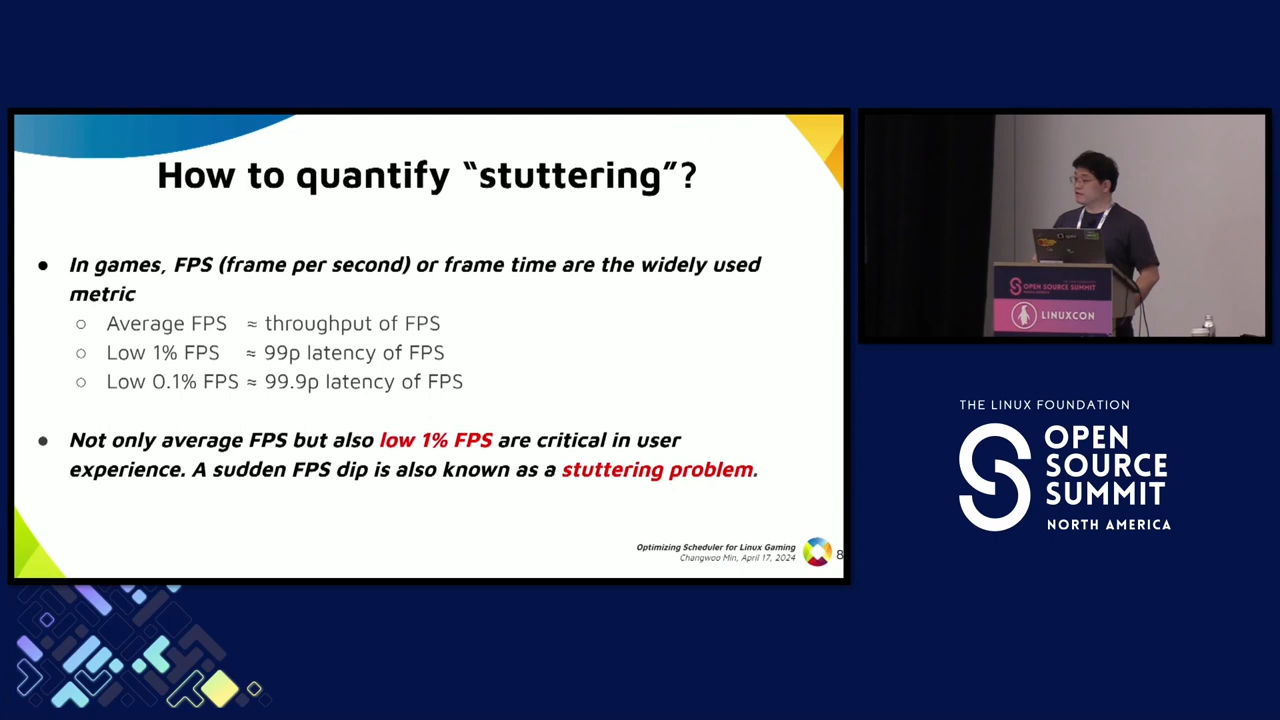 How to quantify “stuttering”?
● In games, FPS (frame per second) or frame time are the widely used
metric
○ Average FPS ≈ throughput of FPS
○ Low 1% FPS ≈ 99p latency of FPS
○ Low 0.1% FPS ≈ 99.9p latency of FPS
● Not only average FPS but also low 1% FPS are critical in user
experience. A sudden FPS dip is also known as a stuttering problem.
Optimizing Scheduler for Linux Gaming
Changwoo Min, April 17, 2024
8
OPEN SOURCE SUMMIT
LINUXCON
THE LINUX FOUNDATION
OPEN
SOURCE
SUMMIT
NORTH AMERICA